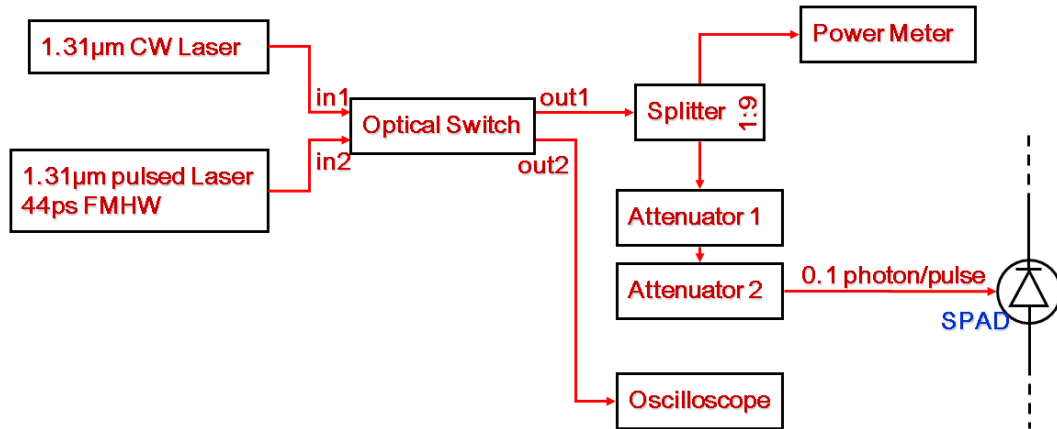 1.31µm CW Laser
Power Meter
in1
out1
Optical Switch
Splitter
1:9
in2
out2
1.31µm pulsed Laser
44ps FMHW
Attenuator 1
Attenuator 2
0.1 photon/pulse
SPAD
Oscilloscope